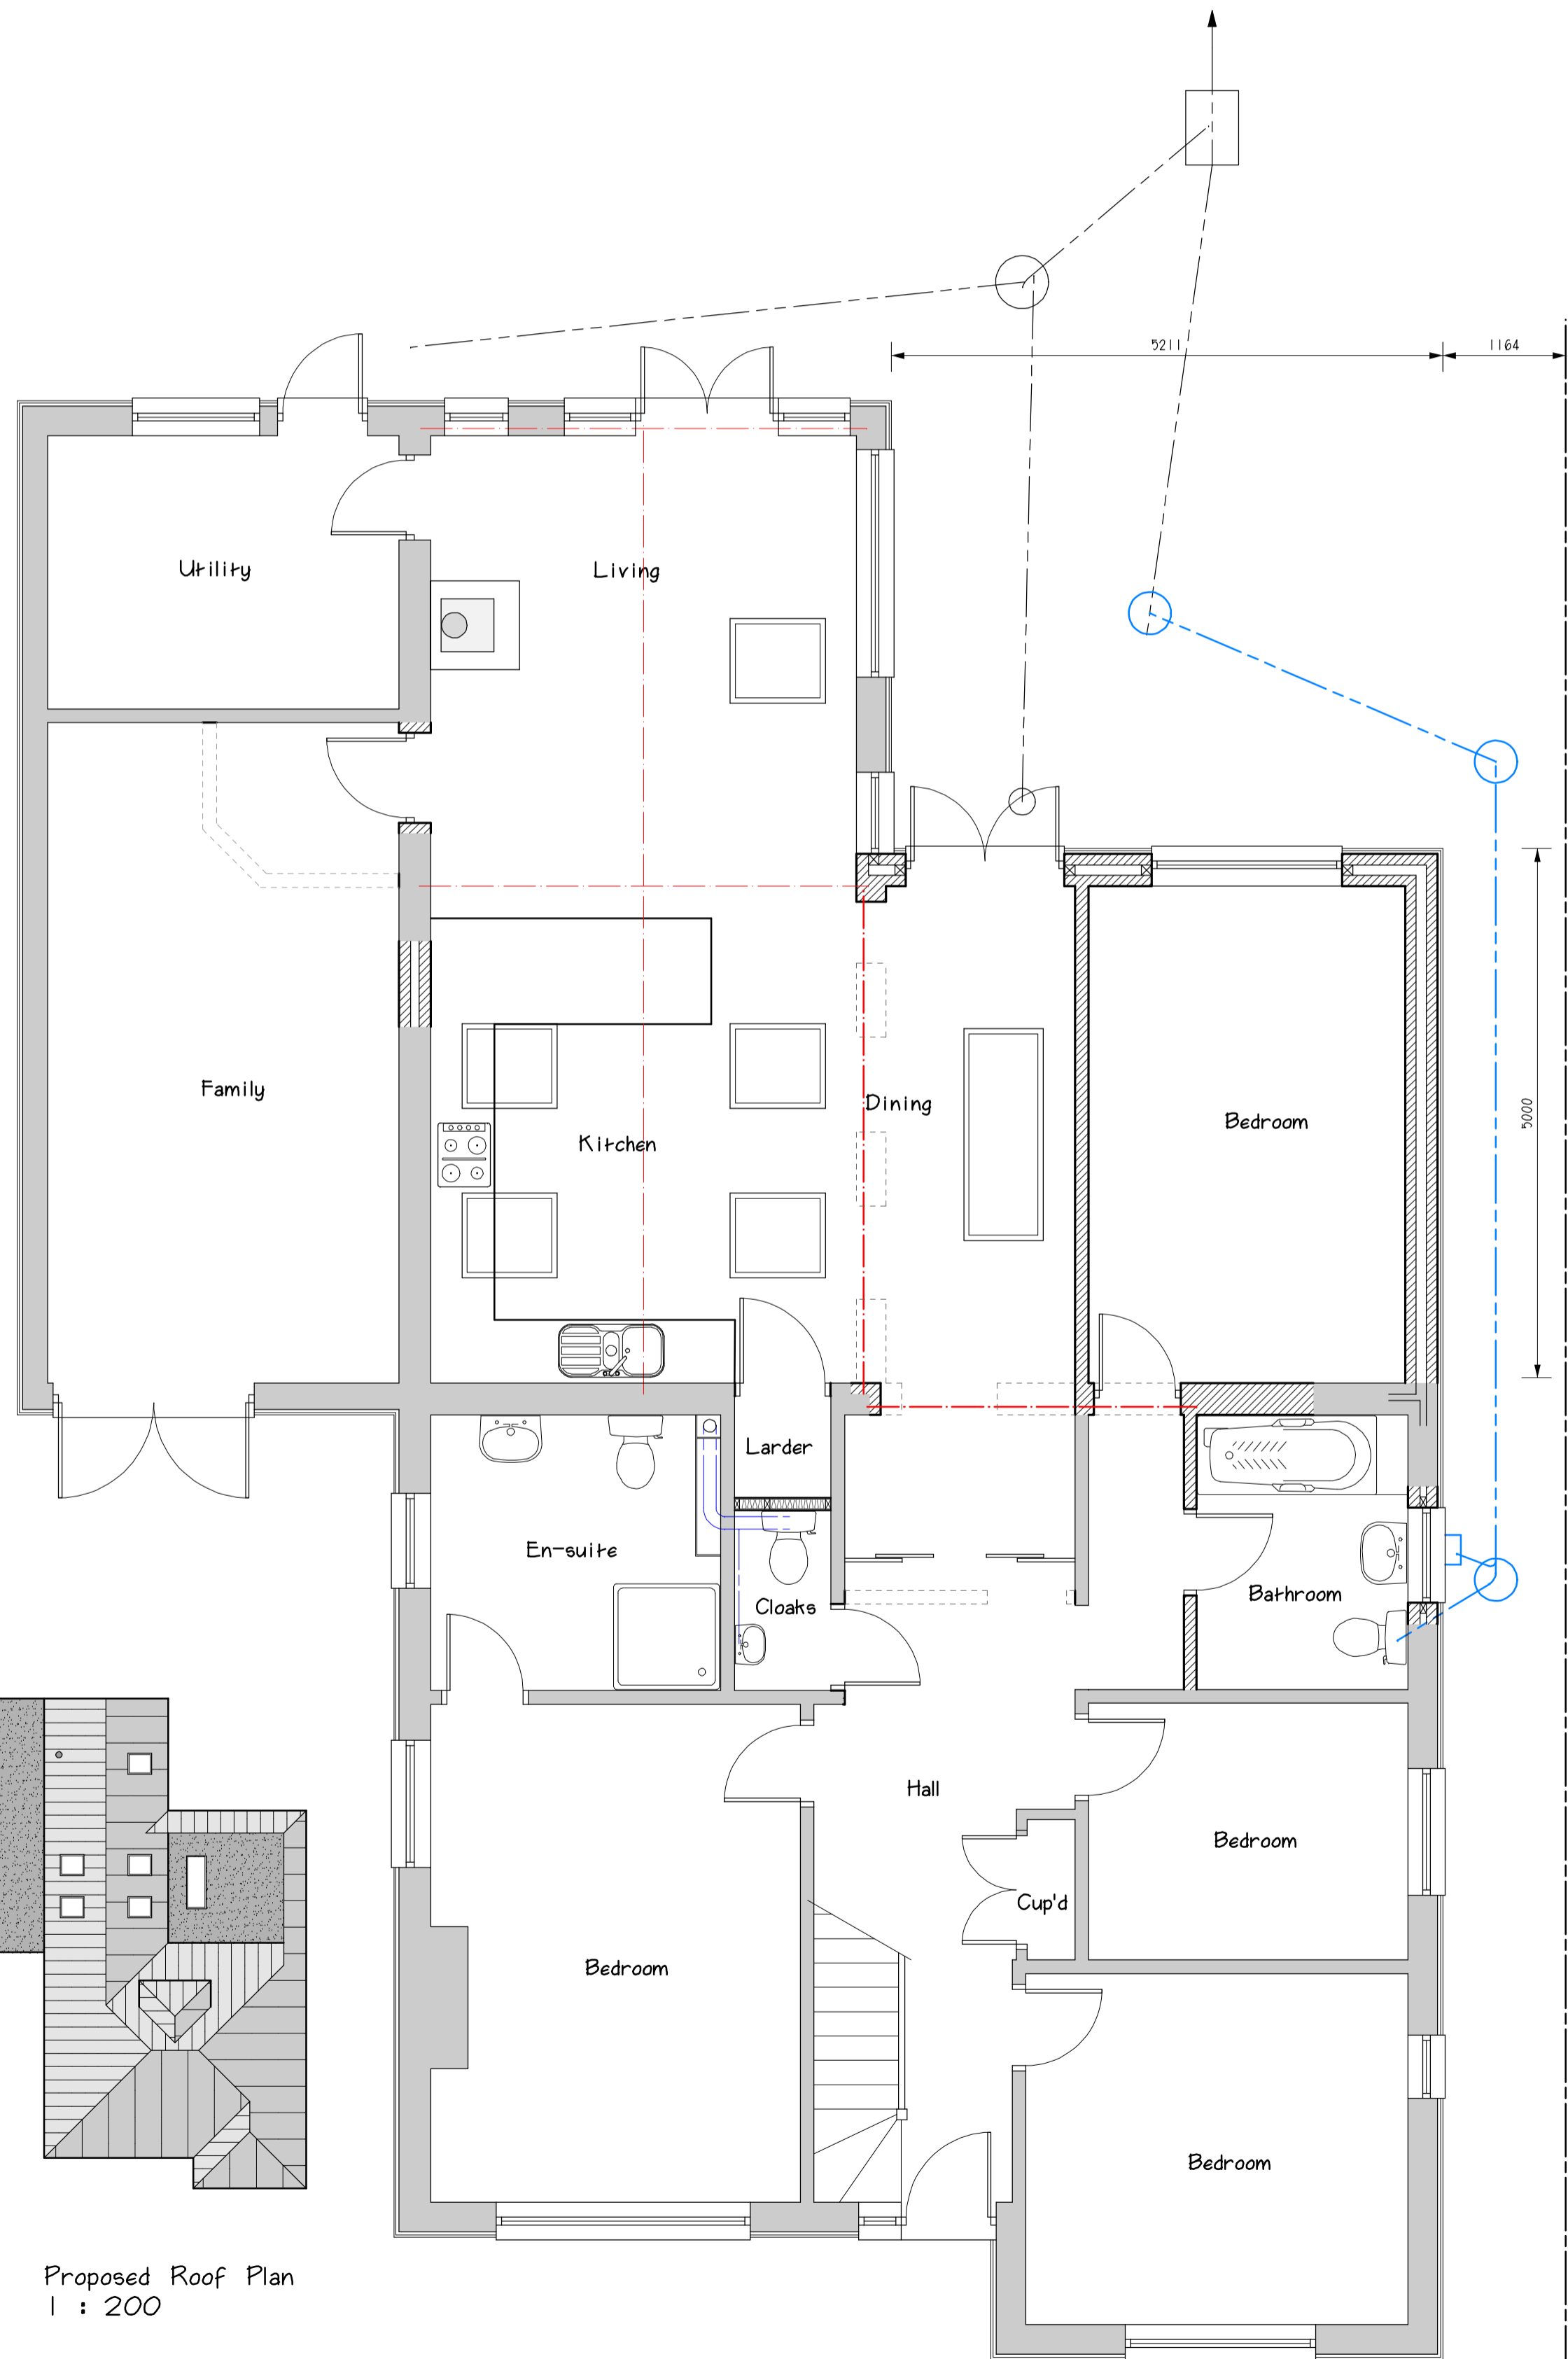 5211
1164
Utility
Living
Family
Kitchen
Dining
Bedroom
5000
Larder
En-suite
Cloaks
Bathroom
Hall
Bedroom
Cup'd
Bedroom
Bedroom
Proposed Roof Plan
1 : 200